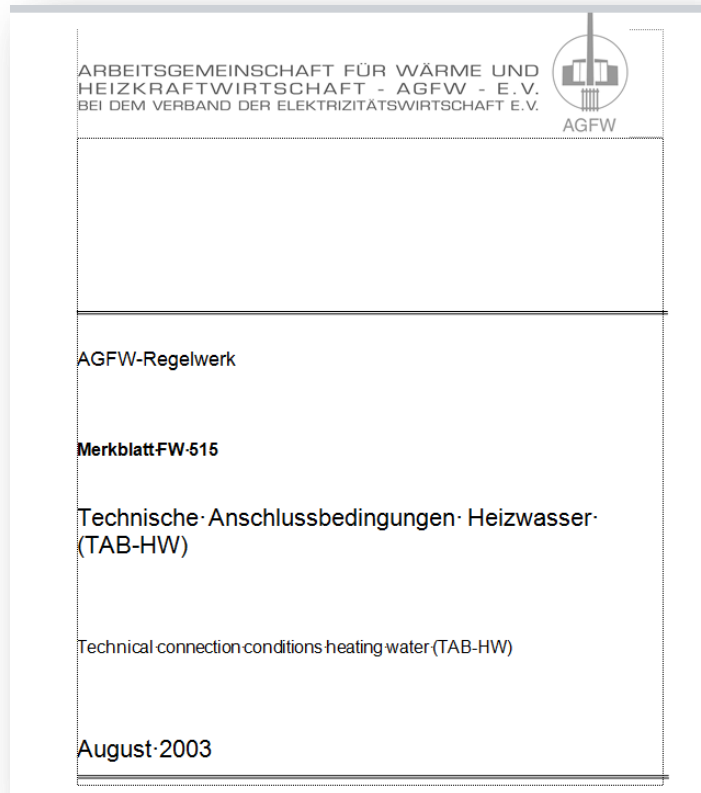 ARBEITSGEMEINSCHAFT FÜR WÄRME UND
HEIZKRAFTWIRTSCHAFT - AGFW - E.V.
BEI DEM VERBAND DER ELEKTRIZITÄTSWIRTSCHAFT E.V.
AGFW
AGFW-Regelwerk
Merkblatt FW 515
Technische Anschlussbedingungen Heizwasser
(TAB-HW)
Technical connection conditions heating water (TAB-HW)
August 2003